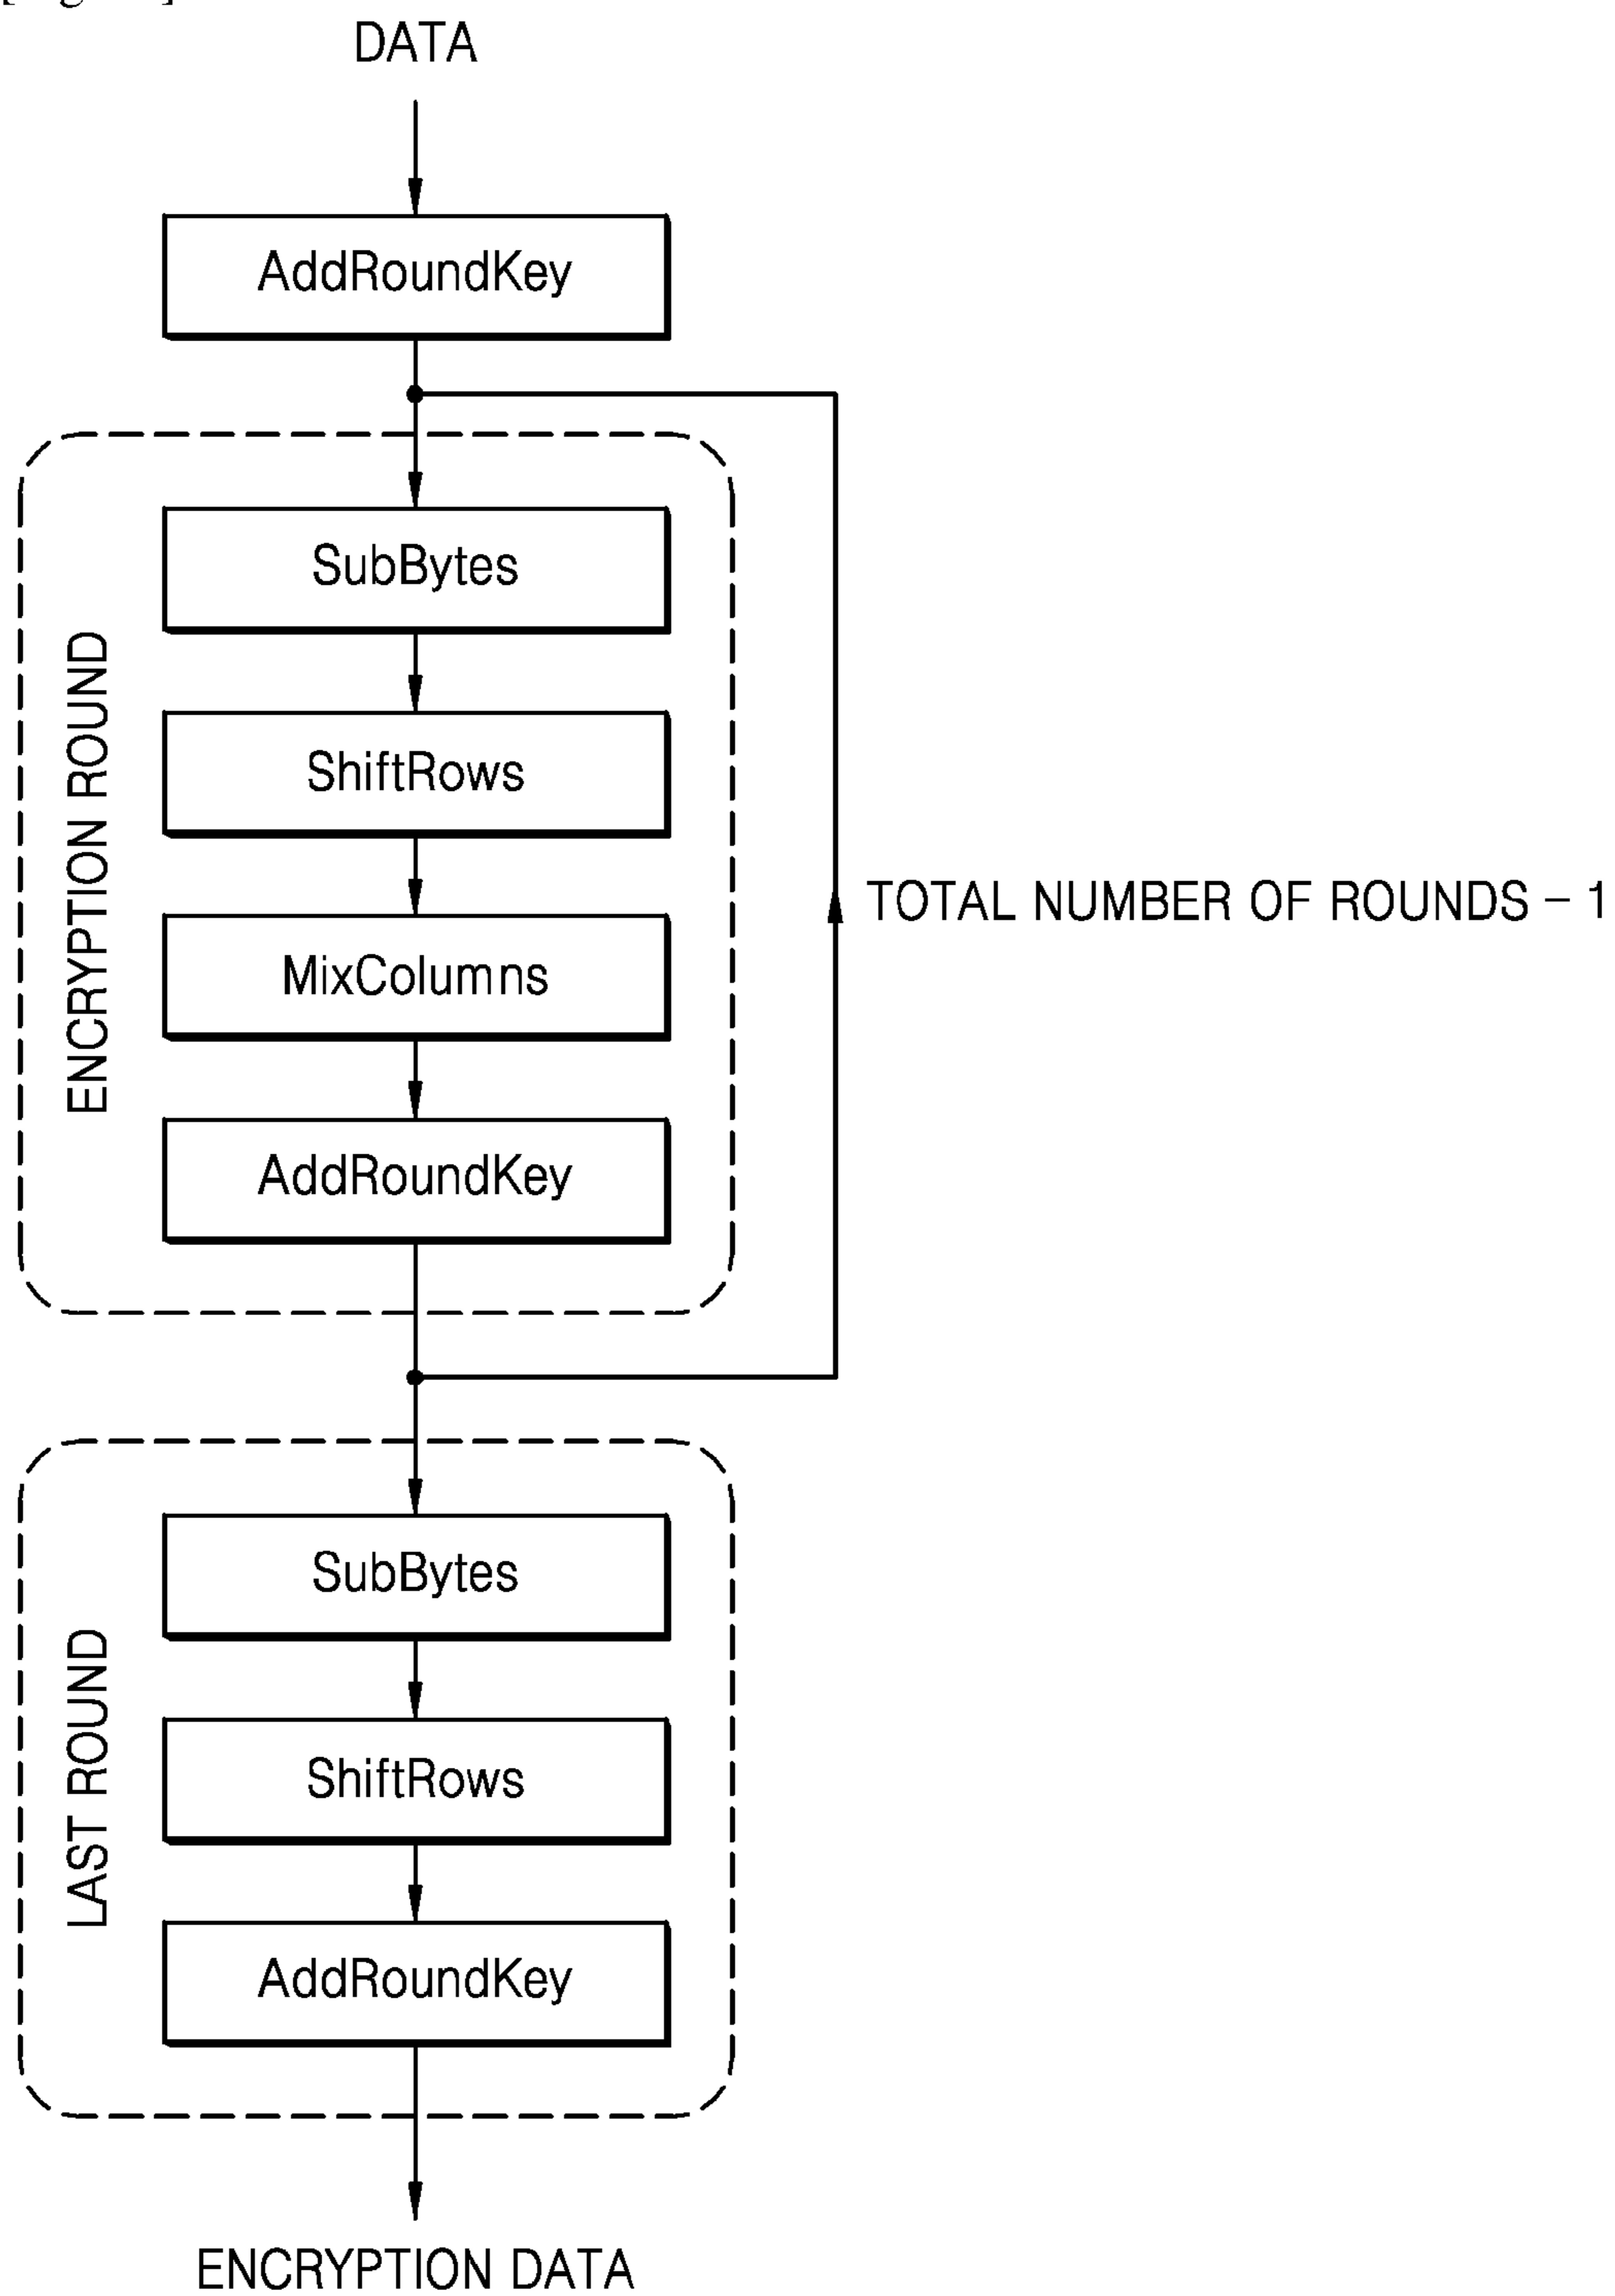 DATA
AddRoundKey
SubBytes
ShiftRows
MixColumns
AddRoundKey
ENCRYPTION ROUND
TOTAL NUMBER OF ROUNDS – 1
SubBytes
ShiftRows
AddRoundKey
LAST ROUND
ENCRYPTION DATA